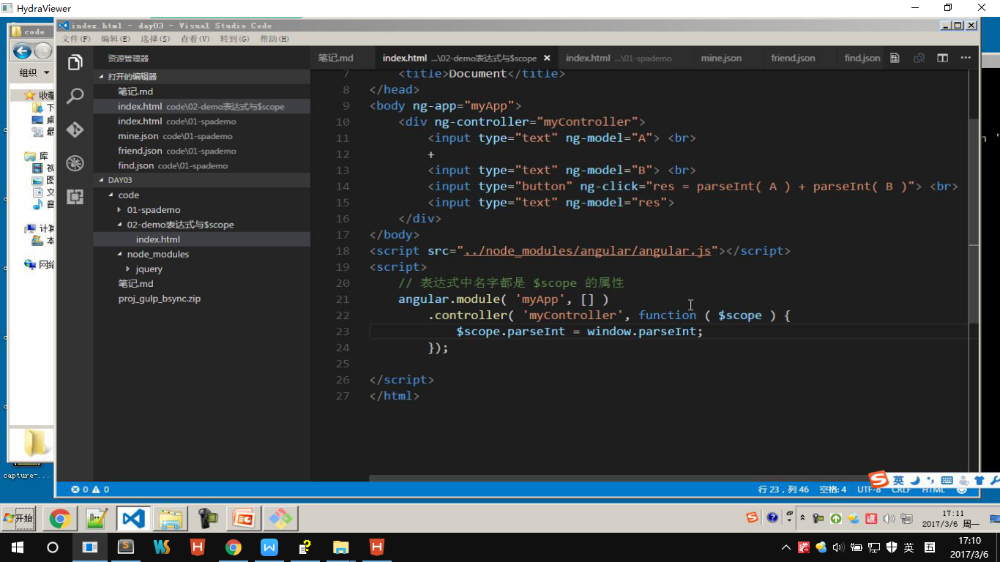 HydraViewer
code
index.html - day03 - Visual Studio Code
文件(F) 编辑(E) 选择(S) 查看(V) 转到(G) 帮助(H)
组织
资源管理器
打开的编辑器
笔记.md
index.html code\02-demo表达式与$scope
index.html code\01-spademo
mine.json code\01-spademo
friend.json code\01-spademo
find.json code\01-spademo
DAY03
code
01-spademo
02-demo表达式与$scope
index.html
node_modules
jquery
笔记.md
proj_gulp_bsync.zip
收藏
下
桌
库
视
图
文
音
计算
本
网络
capture-...
笔记.md index.html ...\02-demo表达式与$scope index.html ...\01-spademo mine.json friend.json find.json
7 <title>Document</title>
8 </head>
9 <body ng-app="myApp">
10 <div ng-controller="myController">
11 <input type="text" ng-model="A"> <br>
12 +
13 <input type="text" ng-model="B"> <br>
14 <input type="button" ng-click="res = parseInt( A ) + parseInt( B )"> <br>
15 <input type="text" ng-model="res">
16 </div>
17 </body>
18 <script src="../node_modules/angular/angular.js"></script>
19 <script>
20 // 表达式中名字都是 $scope 的属性
21 angular.module( 'myApp', [] )
22 .controller( 'myController', function ( $scope ) {
23 $scope.parseInt = window.parseInt;
24 });
25
26 </script>
27 </html>
0 0
行 23，列 46 空格: 4 UTF-8 CRLF HTML
英
开始
17:11
2017/3/6 周一
英
17:10
2017/3/6